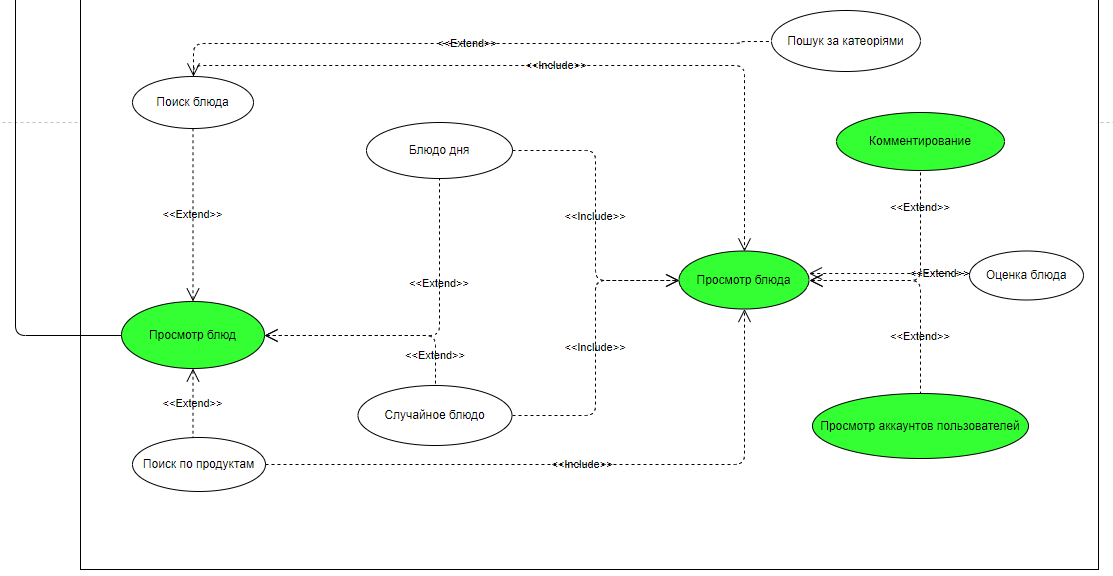 <<Extend>>
Пошук за катеоріями
<<Include>>
Поиск блюда
Комментирование
Блюдо дня
<<Extend>>
<<Extend>>
<<Include>>
Оценка блюда
<<Extend>>
Просмотр блюда
<<Extend>>
Просмотр блюд
<<Extend>>
<<Include>>
<<Extend>>
<<Extend>>
Случайное блюдо
Просмотр аккаунтов пользователей
Поиск по продуктам
<<Include>>